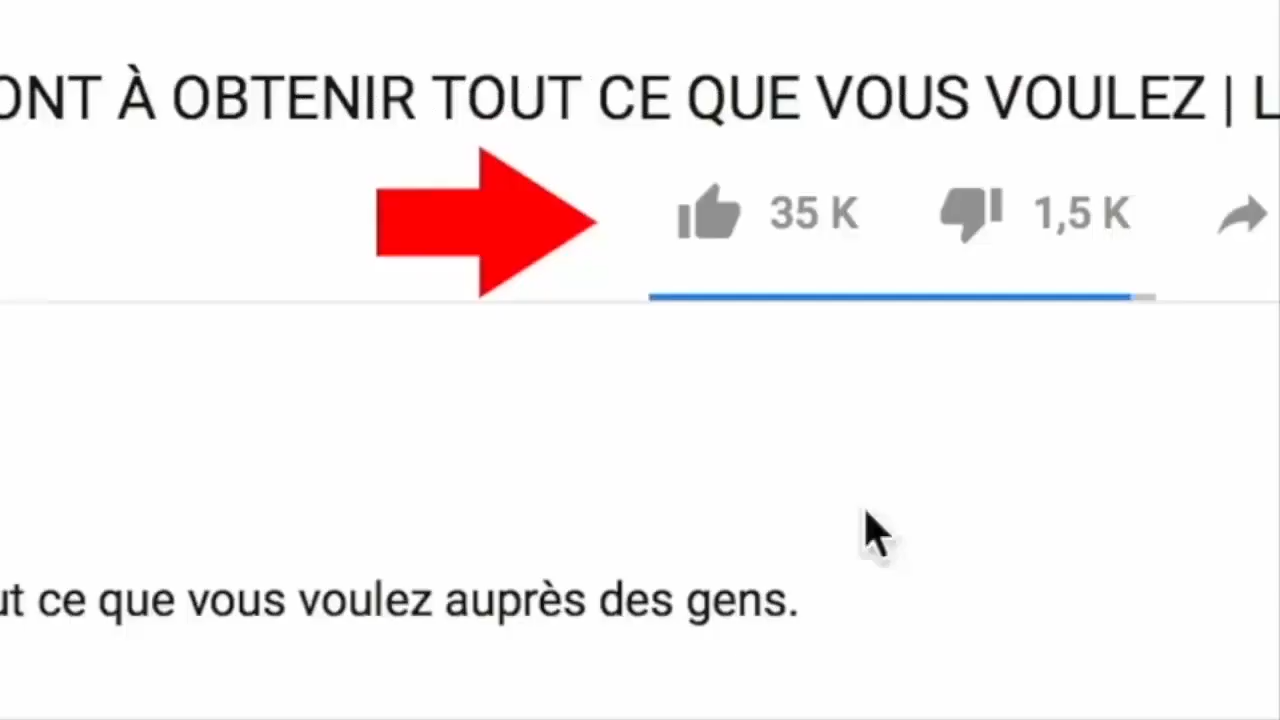 ONT À OBTENIR TOUT CE QUE VOUS VOULEZ | L
35 K 1,5 K
ut ce que vous voulez auprès des gens.